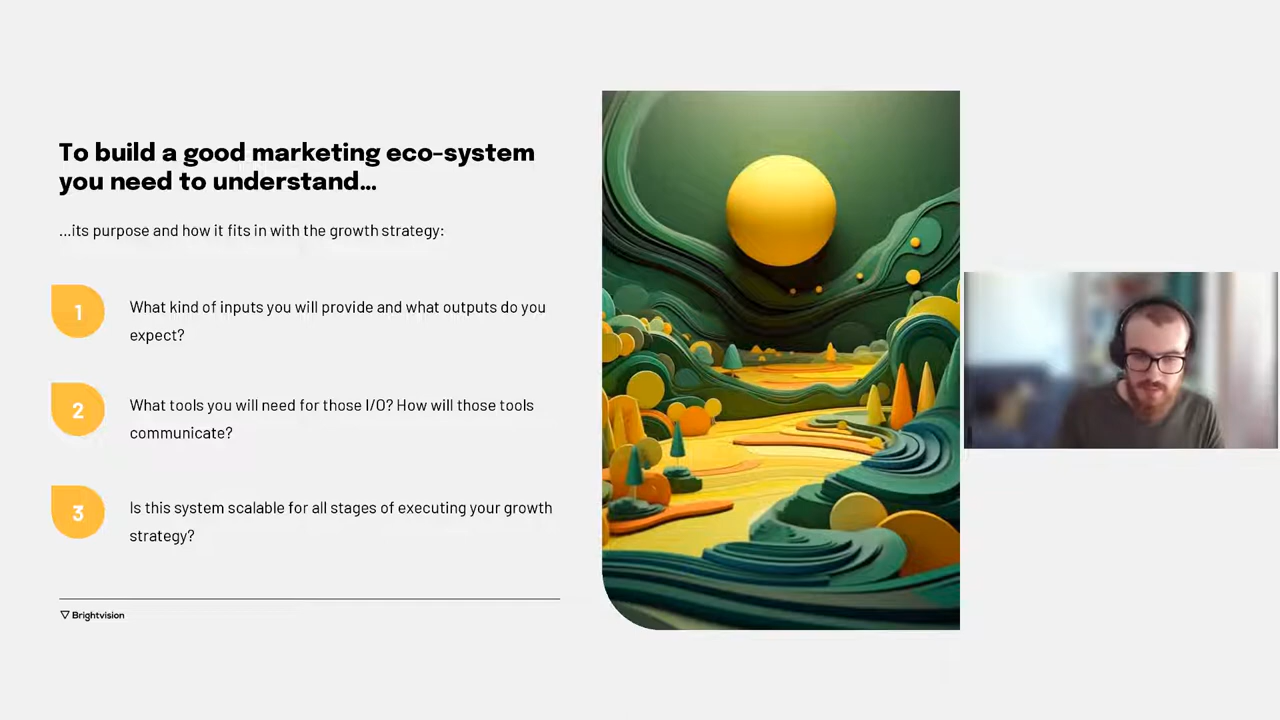 To build a good marketing eco-system
you need to understand...
...its purpose and how it fits in with the growth strategy:
1
What kind of inputs you will provide and what outputs do you
expect?
2
What tools you will need for those I/O? How will those tools
communicate?
3
Is this system scalable for all stages of executing your growth
strategy?
Brightvision